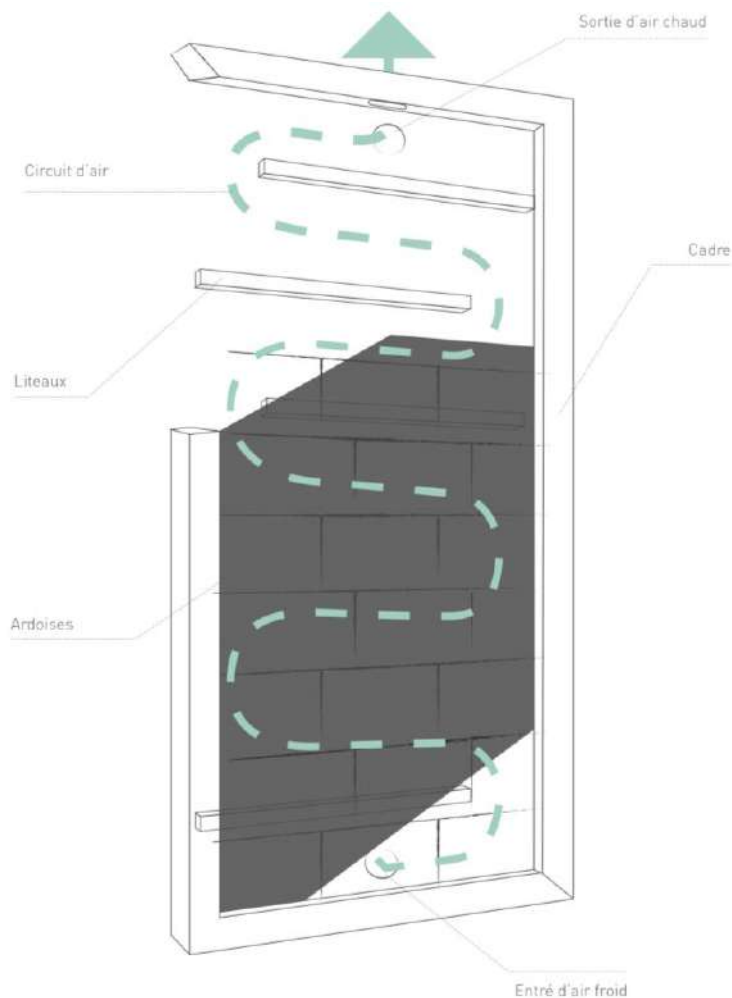 Sortie d'air chaud
Circuit d'air
Cadre
Liteaux
Ardoises
Entré d'air froid